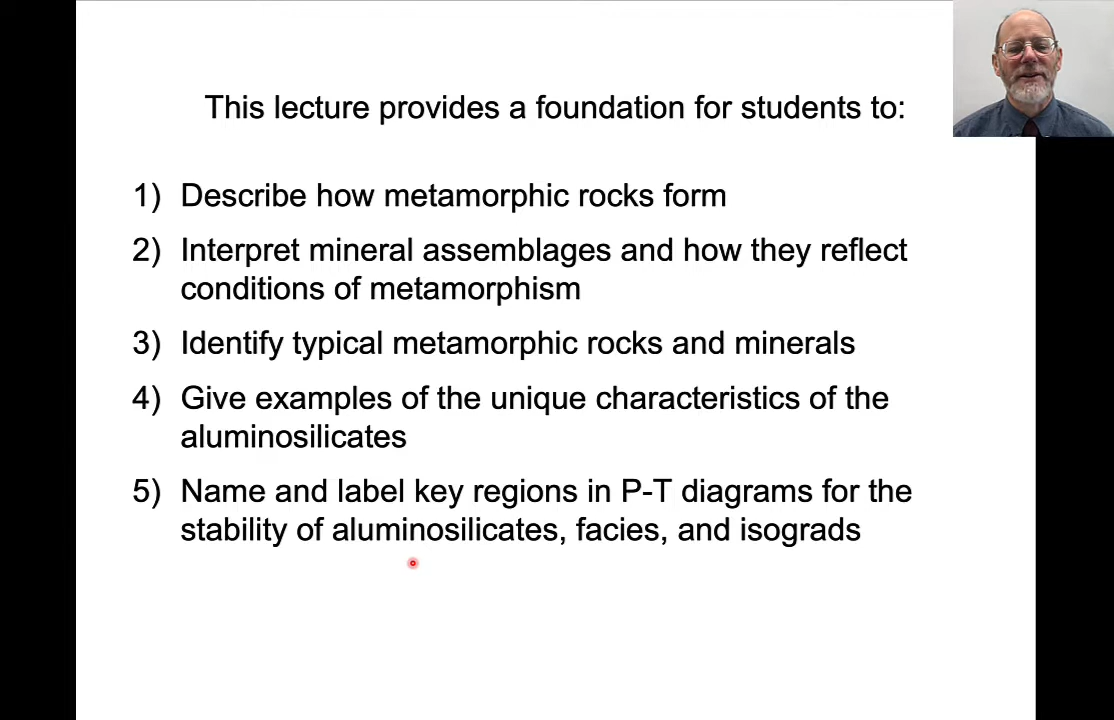 This lecture provides a foundation for students to:
1) Describe how metamorphic rocks form
2) Interpret mineral assemblages and how they reflect
conditions of metamorphism
3) Identify typical metamorphic rocks and minerals
4) Give examples of the unique characteristics of the
aluminosilicates
5) Name and label key regions in P-T diagrams for the
stability of aluminosilicates, facies, and isograds